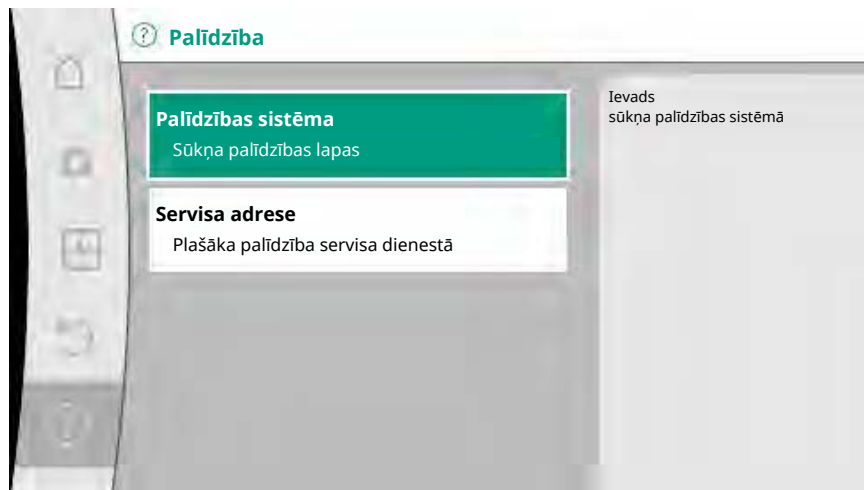 Palīdzība
Palīdzības sistēma
Sūkņa palīdzības lapas
Servisa adrese
Plašāka palīdzība servisa dienestā
Ievads
sūkņa palīdzības sistēmā